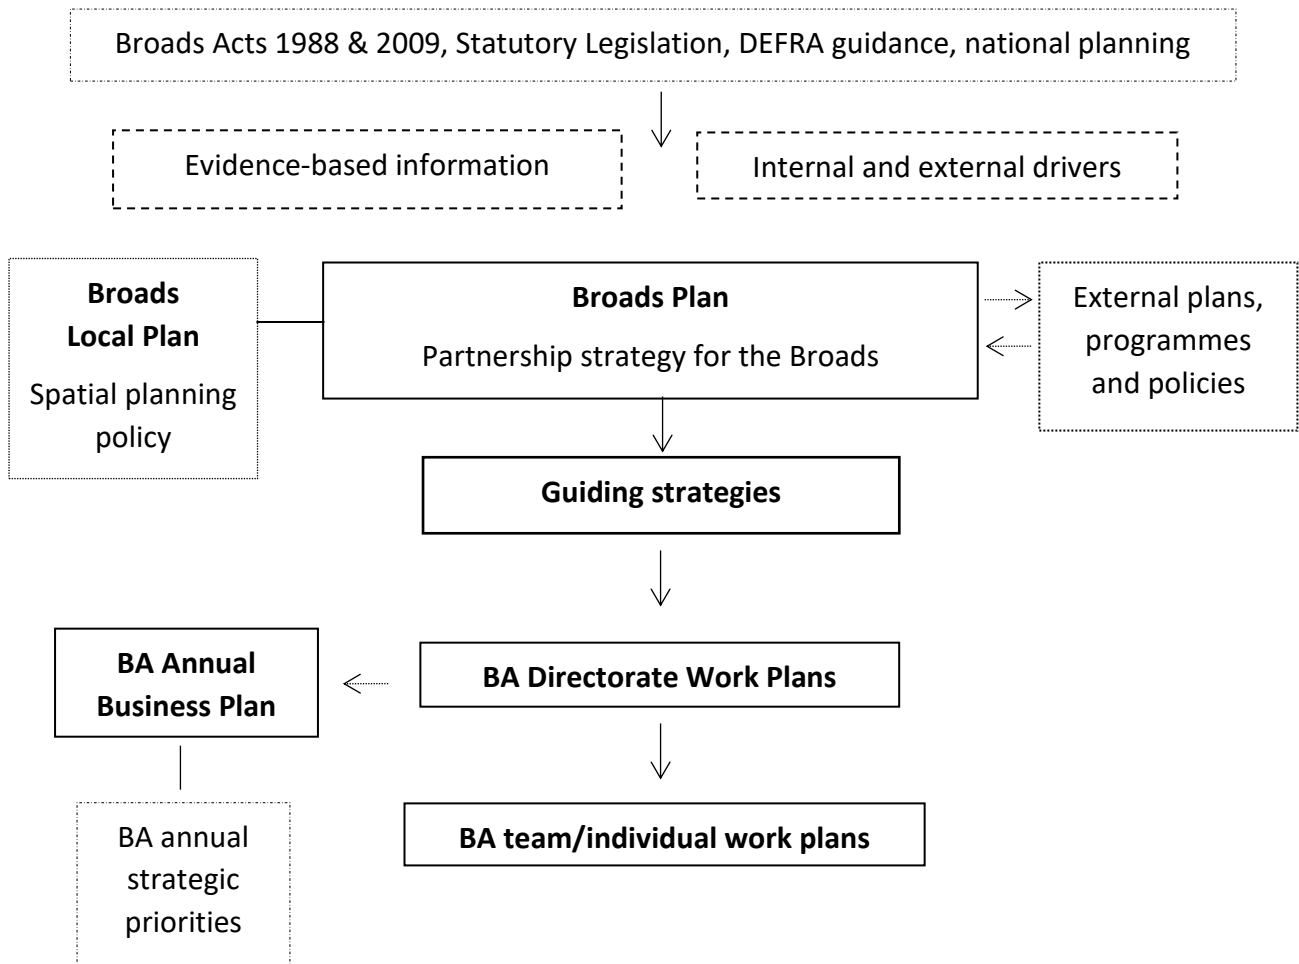 Broads Acts 1988 & 2009, Statutory Legislation, DEFRA guidance, national planning
Evidence-based information
Internal and external drivers
Broads
Local Plan
Spatial planning
policy
Broads Plan
Partnership strategy for the Broads
External plans,
programmes
and policies
Guiding strategies
BA Annual
Business Plan
BA Directorate Work Plans
BA annual
strategic
priorities
BA team/individual work plans